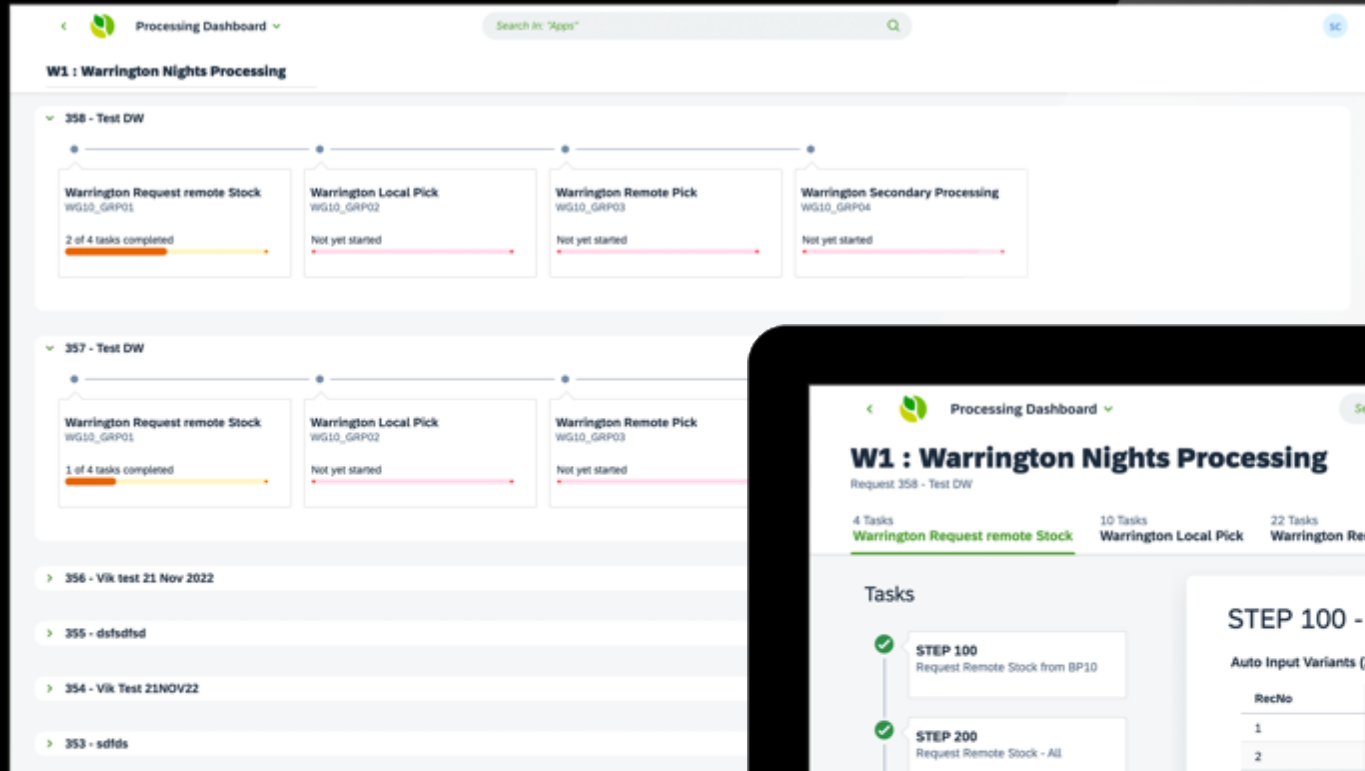 Processing Dashboard
Search In: "Apps"
SC
W1 : Warrington Nights Processing
358 - Test DW
Warrington Request remote Stock
WG10_GRP01
2 of 4 tasks completed
Warrington Local Pick
WG10_GRP02
Not yet started
Warrington Remote Pick
WG10_GRP03
Not yet started
Warrington Secondary Processing
WG10_GRP04
Not yet started
357 - Test DW
Warrington Request remote Stock
WG10_GRP01
1 of 4 tasks completed
Warrington Local Pick
WG10_GRP02
Not yet started
Warrington Remote Pick
WG10_GRP03
Not yet started
356 - Vik test 21 Nov 2022
355 - dsfsdfsd
354 - Vik Test 21NOV22
353 - sdfds
Processing Dashboard
W1 : Warrington Nights Processing
Request 358 - Test DW
4 Tasks
Warrington Request remote Stock
10 Tasks
Warrington Local Pick
22 Tasks
Warrington
Tasks
STEP 100
Request Remote Stock from BP10
STEP 200
Request Remote Stock - All
STEP 100 -
Auto Input Variants
RecNo
1
2